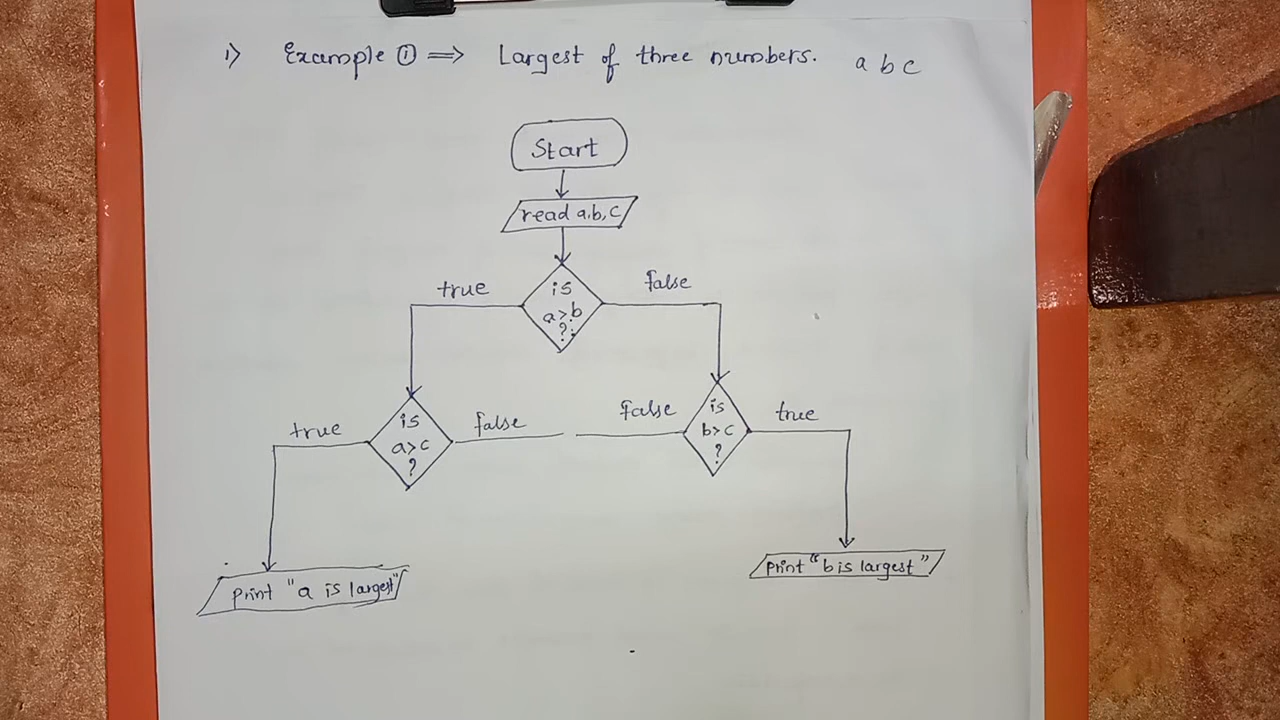 1) Example ① ⟹ Largest of three numbers. a b c
Start
read a,b,c
true
is
a>b
?
false
true
is
a>c
?
false
false
is
b>c
?
true
Print "a is largest"
Print "b is largest"